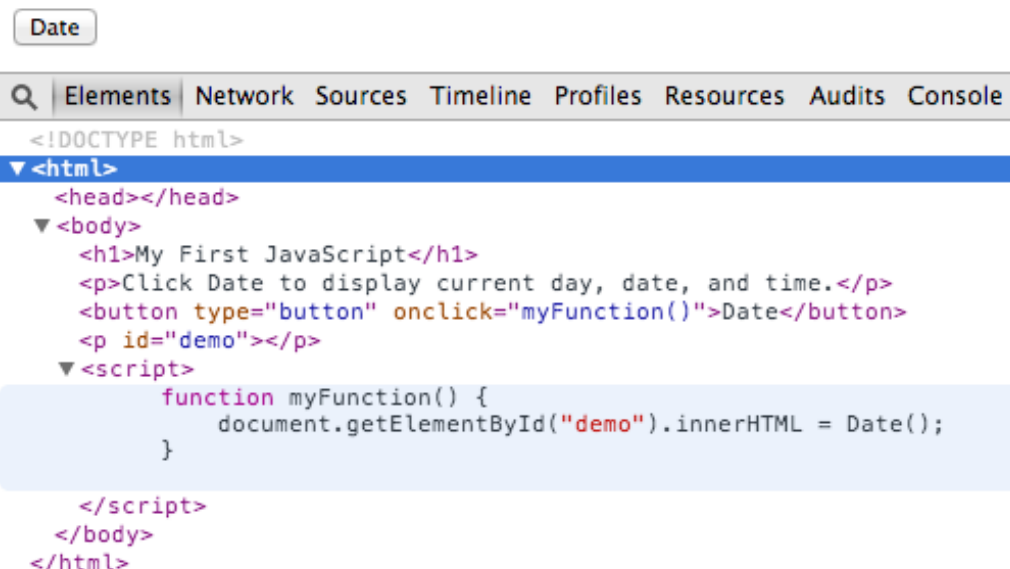 Date
Elements Network Sources Timeline Profiles Resources Audits Console
<!DOCTYPE html>
<html>
<head></head>
<body>
<h1>My First JavaScript</h1>
<p>Click Date to display current day, date, and time.</p>
<button type="button" onclick="myFunction()">Date</button>
<p id="demo"></p>
<script>
function myFunction() {
document.getElementById("demo").innerHTML = Date();
}
</script>
</body>
</html>